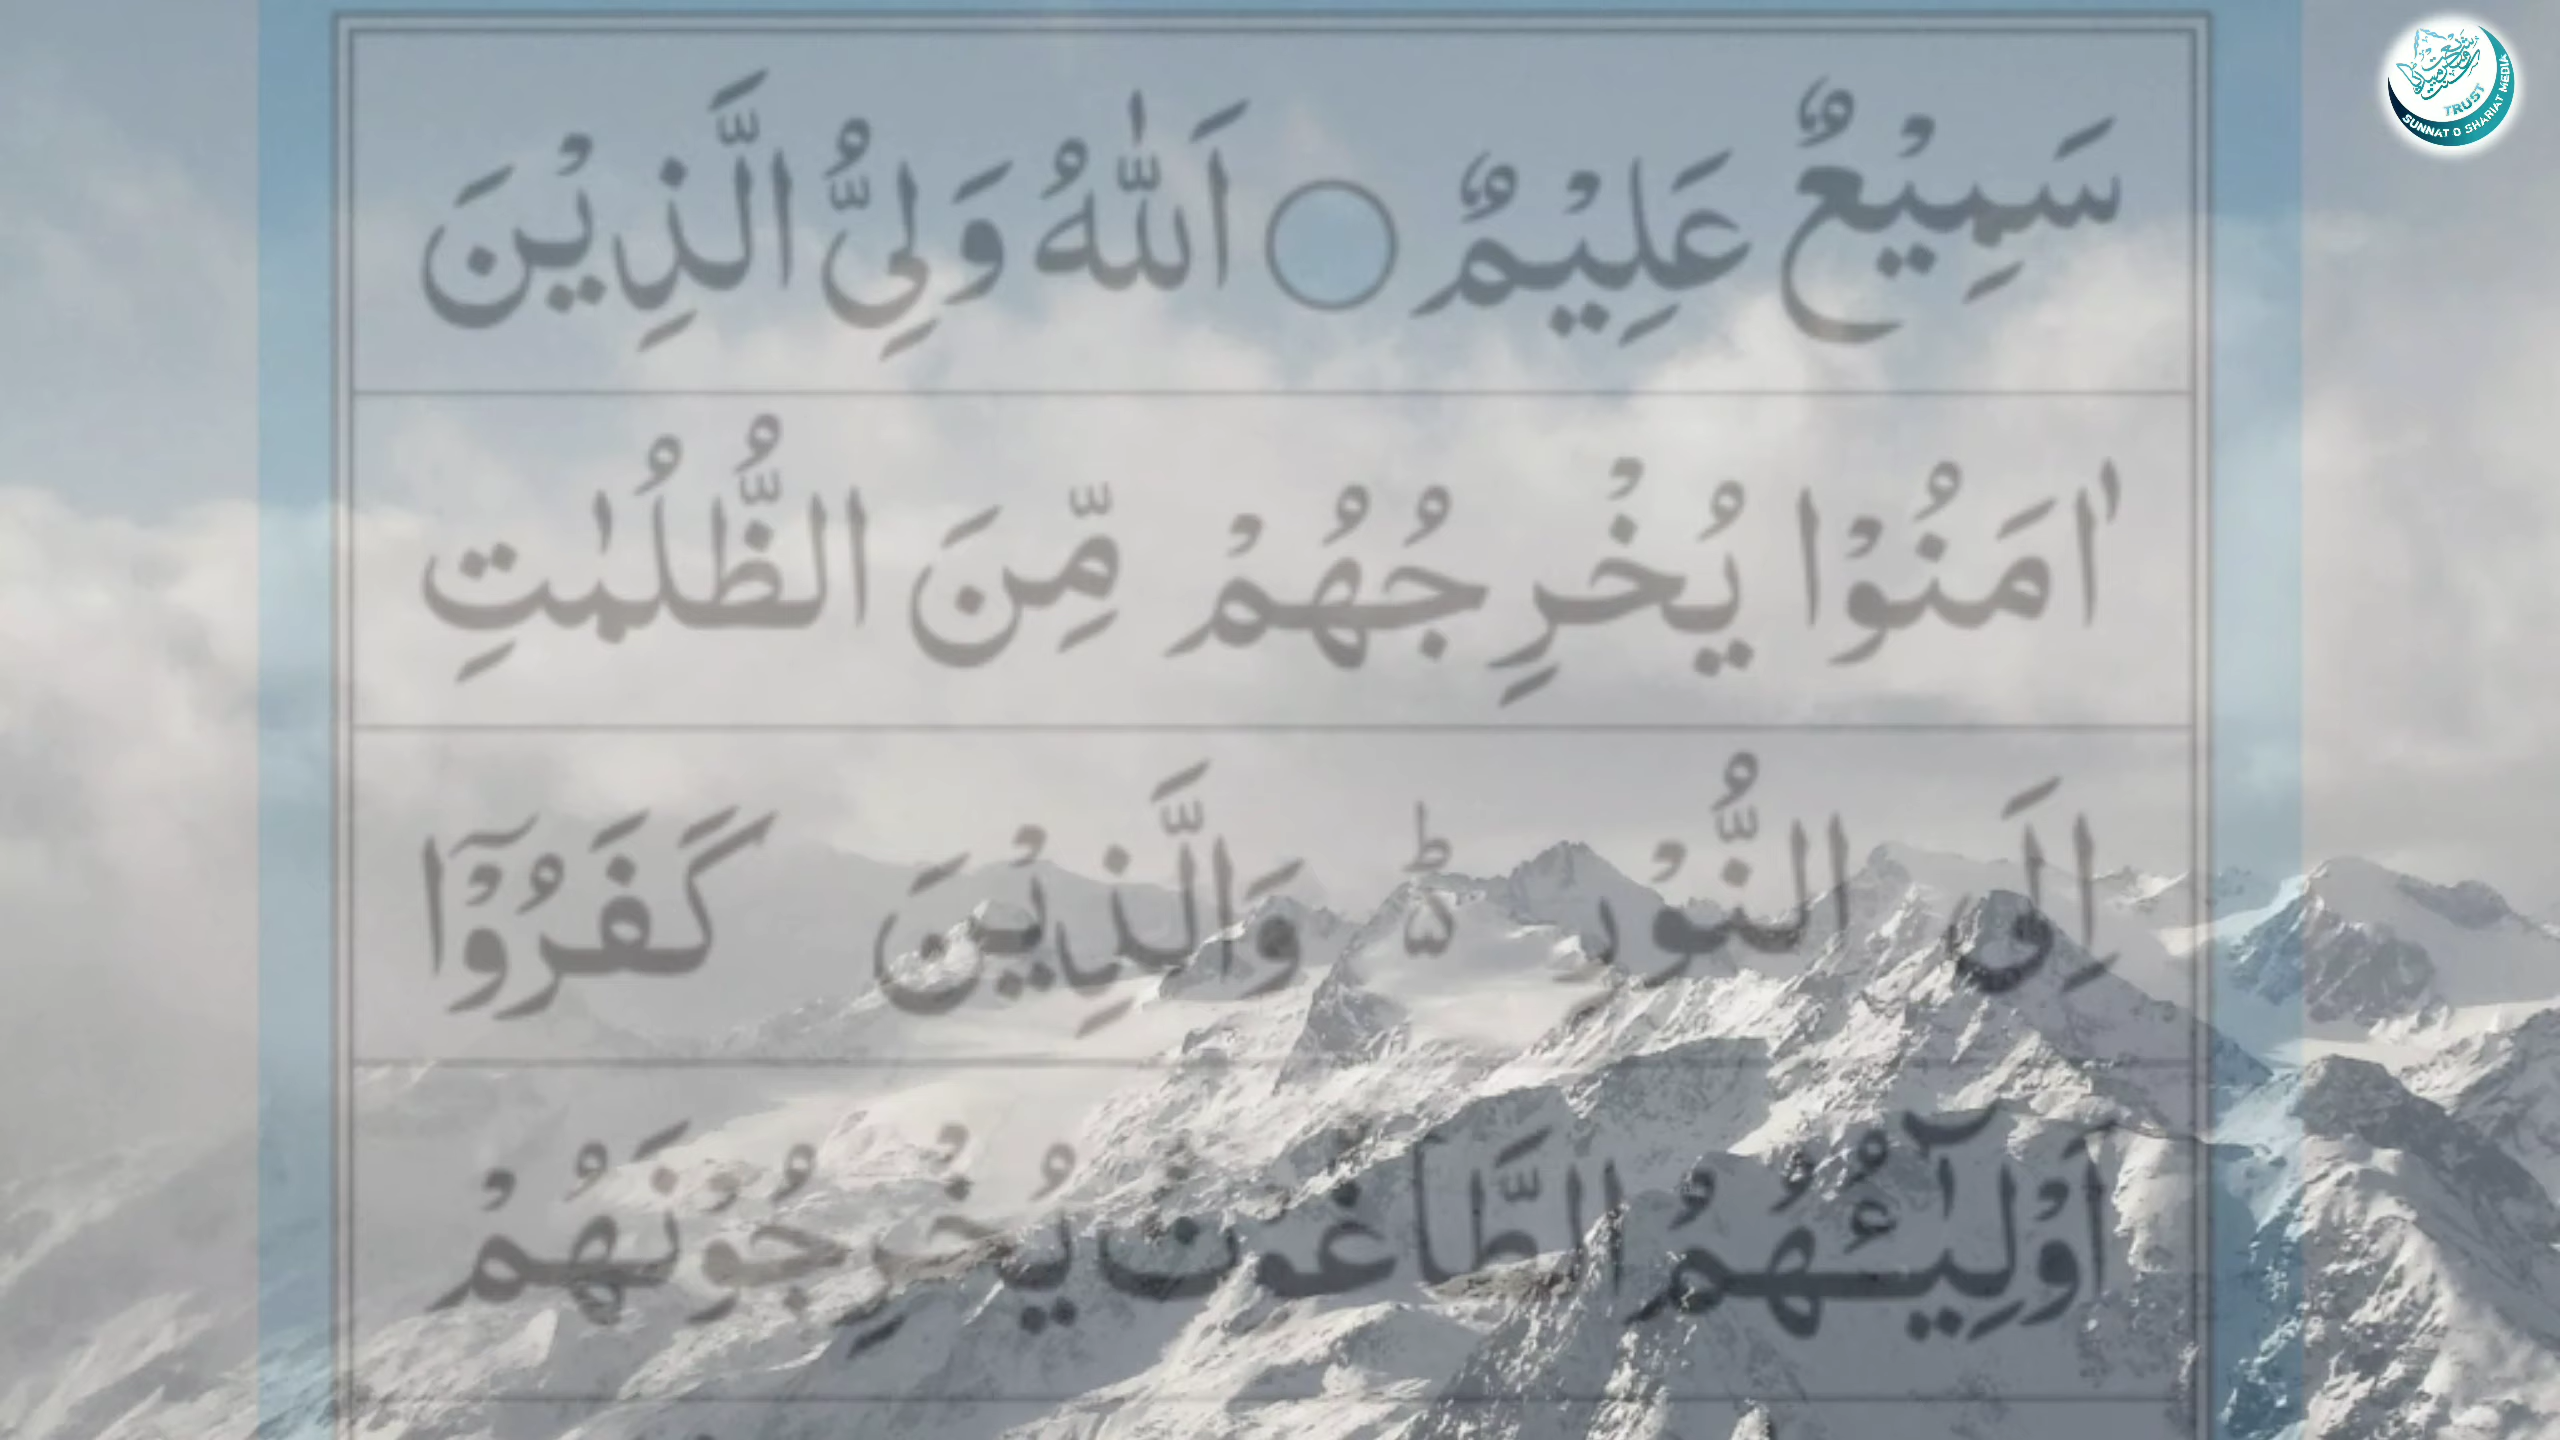 سَمِیْعٌ عَلِیْمٌ ○ اَللّٰهُ وَلِیُّ الَّذِیْنَ
اٰمَنُوْا یُخْرِجُهُمْ مِّنَ الظُّلُمٰتِ
اِلَی النُّوْرِ ؕ وَالَّذِیْنَ كَفَرُوْۤا
اَوْلِیٰٓـُٔهُمُ الطَّاغُوْتُ یُخْرِجُوْنَهُمْ
TRUST
SUNNAT O SHARIAT MEDIA